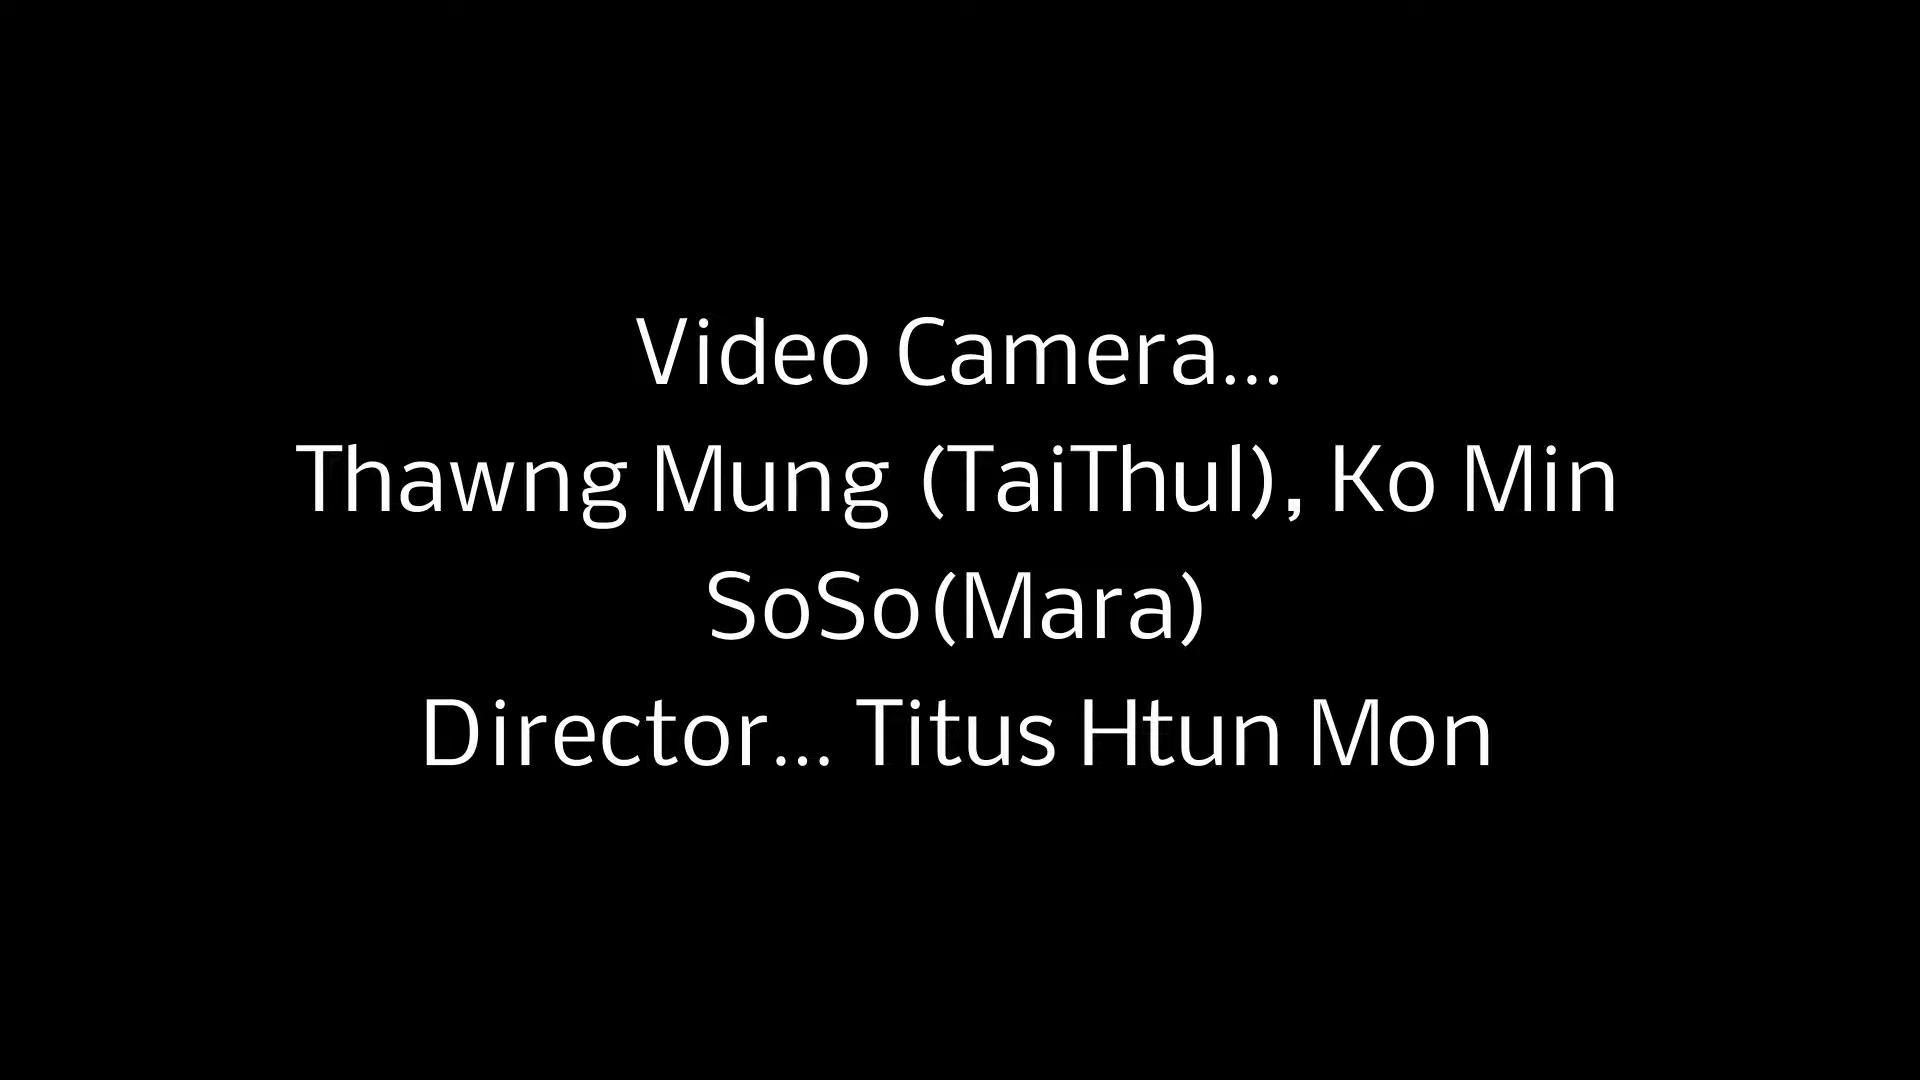 Video Camera...
Thawng Mung (TaiThul), Ko Min
SoSo(Mara)
Director... Titus Htun Mon